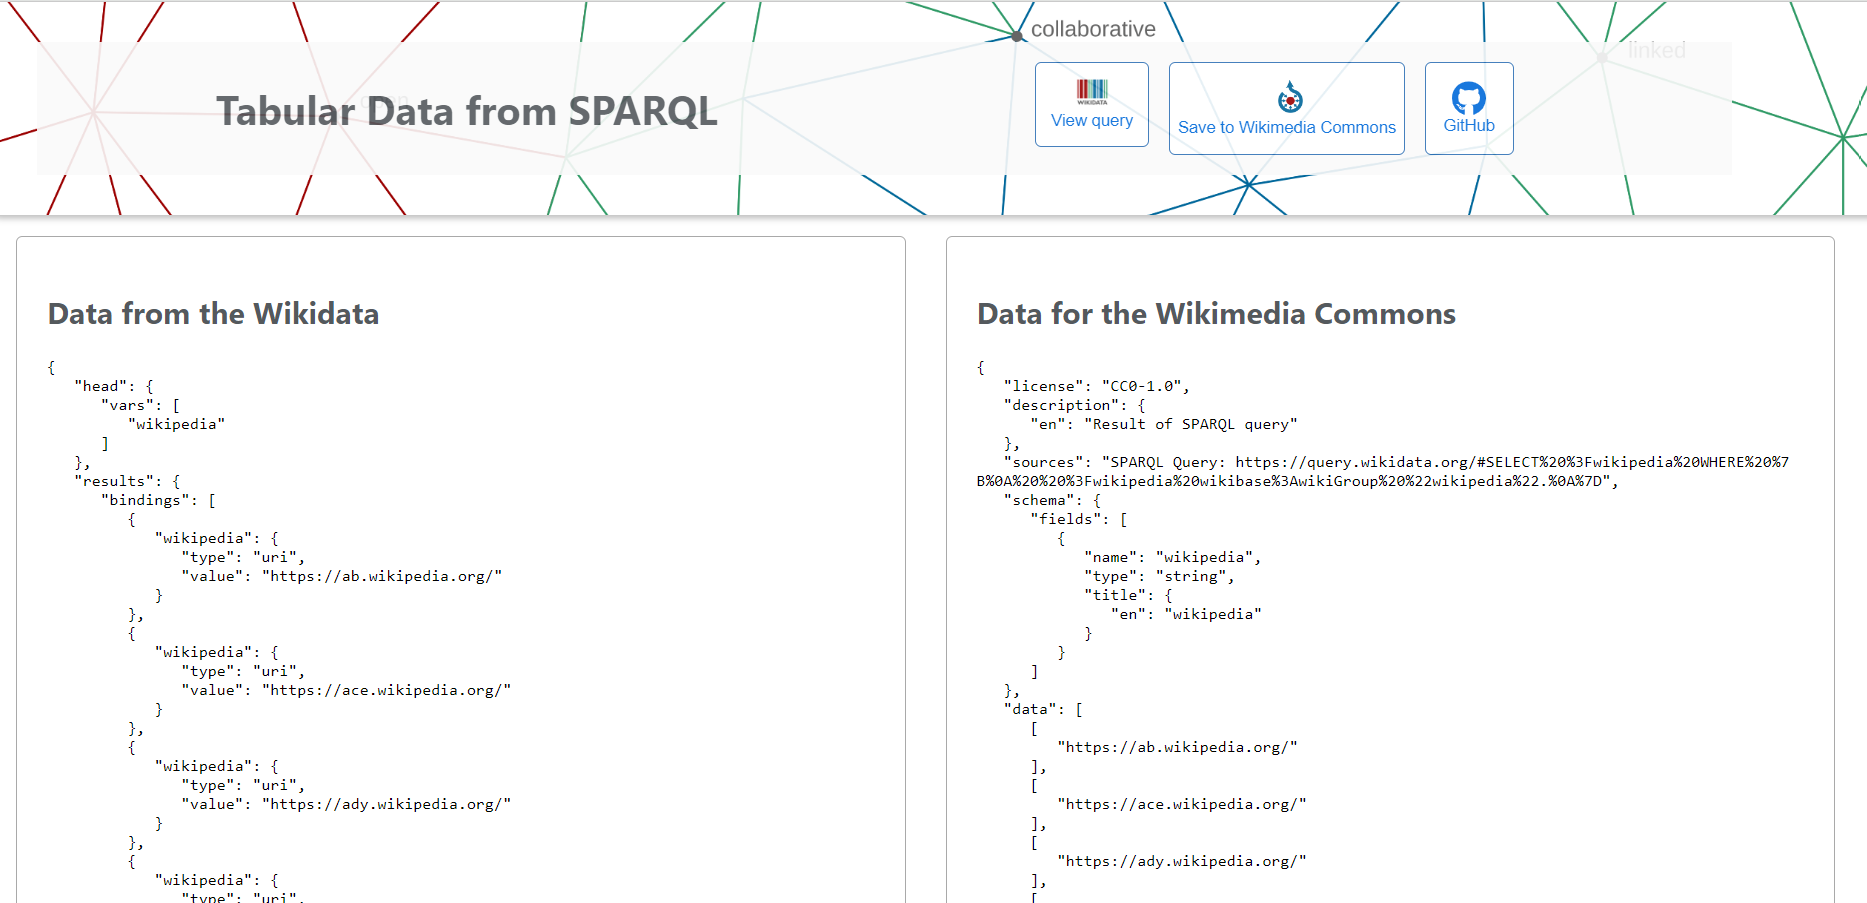 collaborative
linked
Tabular Data from SPARQL
WIKIDATA
View query
Save to Wikimedia Commons
GitHub
Data from the Wikidata
{
"head": {
"vars": [
"wikipedia"
]
},
"results": {
"bindings": [
{
"wikipedia": {
"type": "uri",
"value": "https://ab.wikipedia.org/"
}
},
{
"wikipedia": {
"type": "uri",
"value": "https://ace.wikipedia.org/"
}
},
{
"wikipedia": {
"type": "uri",
"value": "https://ady.wikipedia.org/"
}
},
{
"wikipedia": {
"type": "uri",
Data for the Wikimedia Commons
{
"license": "CC0-1.0",
"description": {
"en": "Result of SPARQL query"
},
"sources": "SPARQL Query: https://query.wikidata.org/#SELECT%20%3Fwikipedia%20WHERE%20%7
B%0A%20%20%3Fwikipedia%20wikibase%3AwikiGroup%20%22wikipedia%22.%0A%7D",
"schema": {
"fields": [
{
"name": "wikipedia",
"type": "string",
"title": {
"en": "wikipedia"
}
}
]
},
"data": [
[
"https://ab.wikipedia.org/"
],
[
"https://ace.wikipedia.org/"
],
[
"https://ady.wikipedia.org/"
],
[